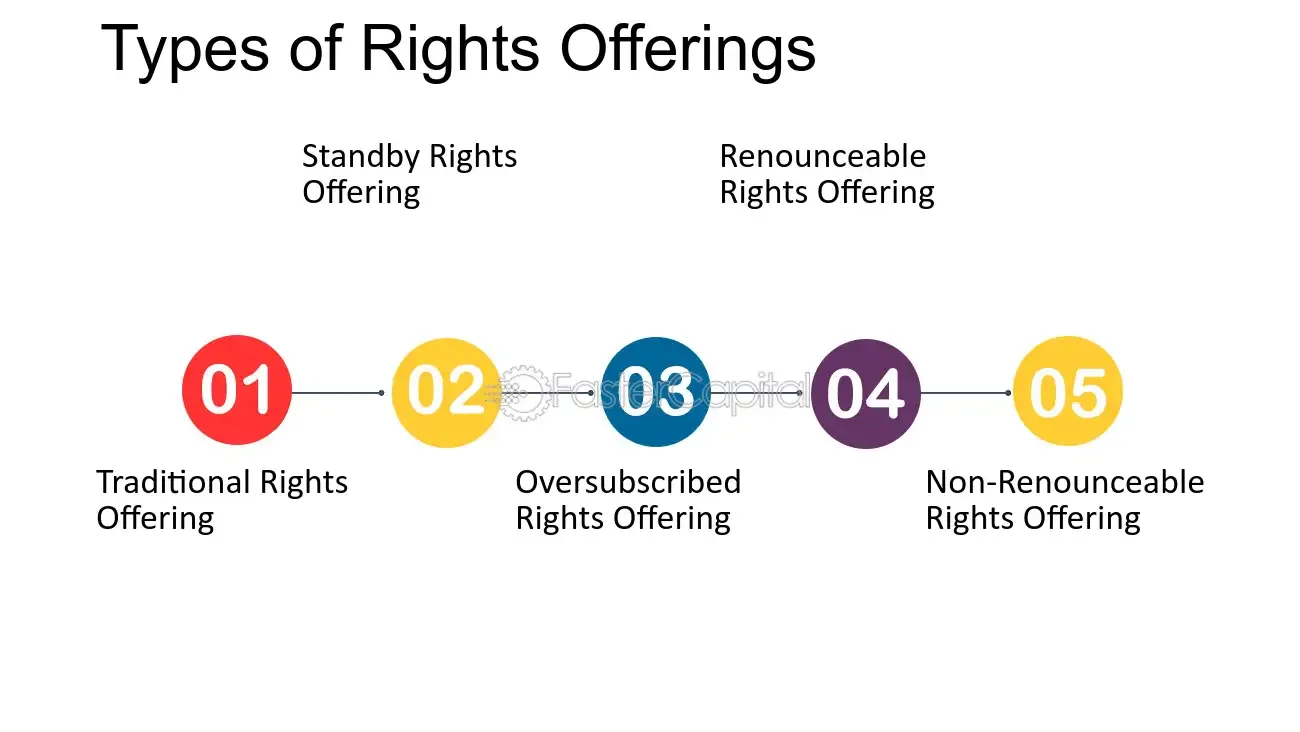 Types of Rights Offerings
Standby Rights
Offering
Renounceable
Rights Offering
01
02
FasterCapital
03
04
05
Traditional Rights
Offering
Oversubscribed
Rights Offering
Non-Renounceable
Rights Offering